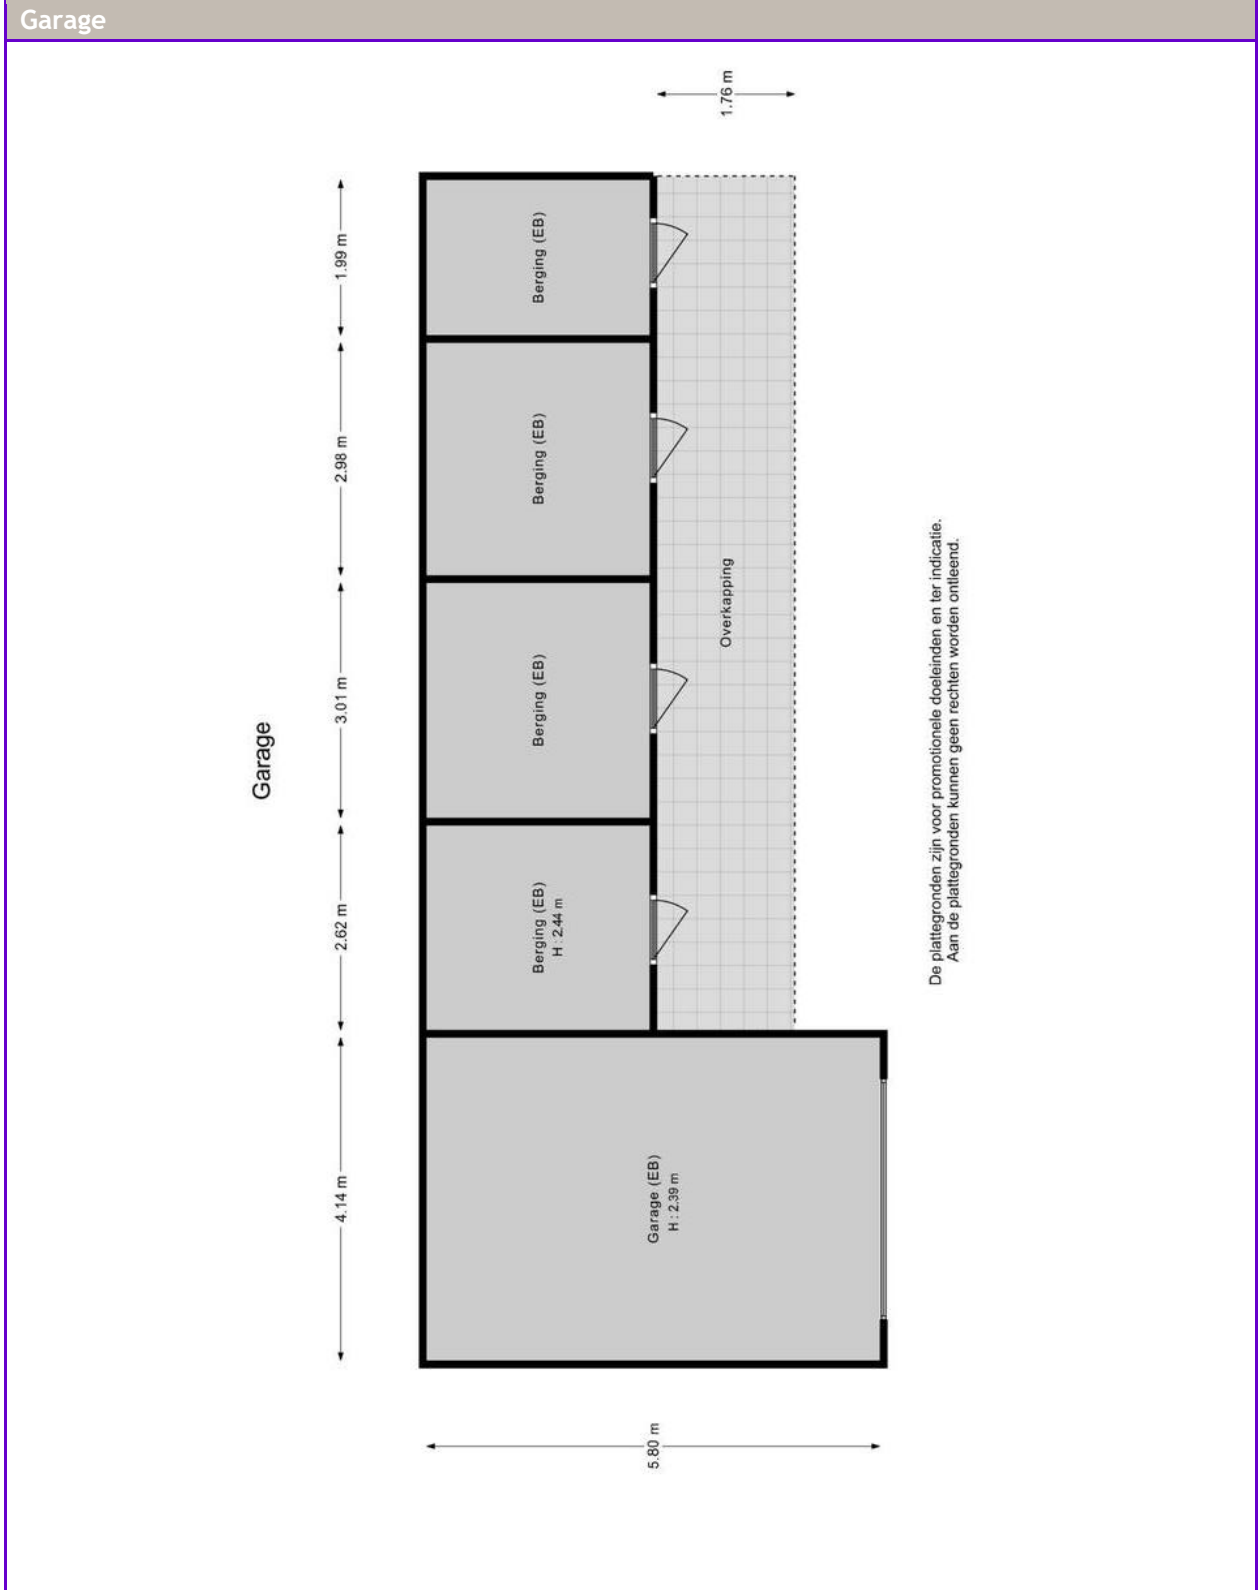 Garage
Garage
4.14 m
2.62 m
3.01 m
2.98 m
1.99 m
5.80 m
Garage (EB)
H : 2.39 m
Berging (EB)
H : 2.44 m
Berging (EB)
Berging (EB)
Berging (EB)
Overkapping
1.76 m
De plattegronden zijn voor promotionele doeleinden en ter indicatie.
Aan de plattegronden kunnen geen rechten worden ontleend.